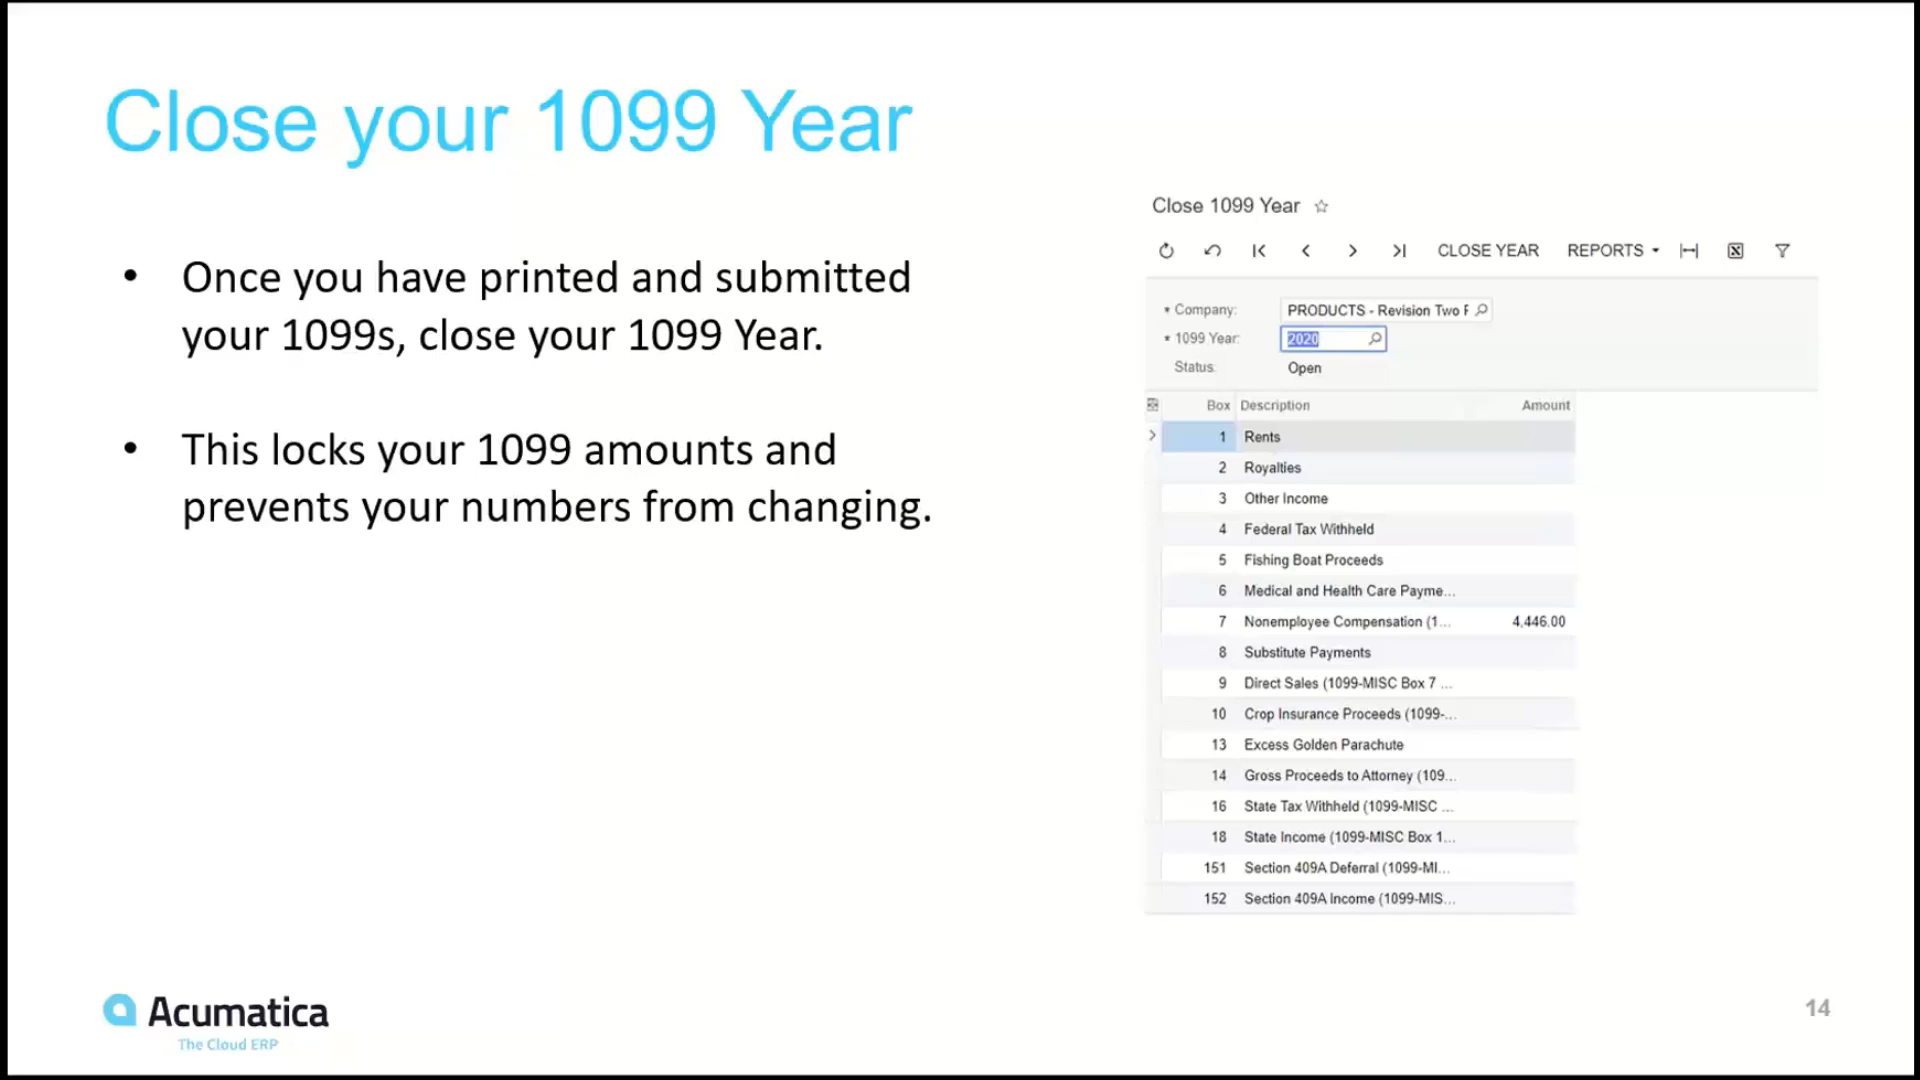 Close your 1099 Year
• Once you have printed and submitted
your 1099s, close your 1099 Year.
• This locks your 1099 amounts and
prevents your numbers from changing.
Close 1099 Year
CLOSE YEAR REPORTS
* Company: PRODUCTS - Revision Two F
* 1099 Year: 2020
Status: Open
Box Description Amount
1 Rents
2 Royalties
3 Other Income
4 Federal Tax Withheld
5 Fishing Boat Proceeds
6 Medical and Health Care Payme...
7 Nonemployee Compensation (1... 4,446.00
8 Substitute Payments
9 Direct Sales (1099-MISC Box 7 ...
10 Crop Insurance Proceeds (1099-...
13 Excess Golden Parachute
14 Gross Proceeds to Attorney (109...
16 State Tax Withheld (1099-MISC ...
18 State Income (1099-MISC Box 1...
151 Section 409A Deferral (1099-MI...
152 Section 409A Income (1099-MIS...
Acumatica
The Cloud ERP
14